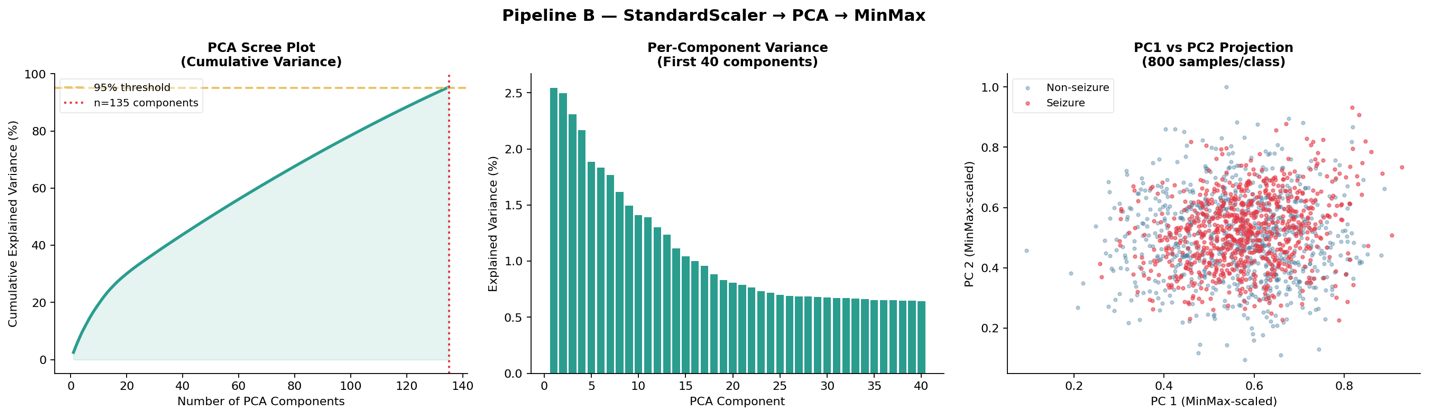 Pipeline B — StandardScaler → PCA → MinMax
PCA Scree Plot
(Cumulative Variance)
Cumulative Explained Variance (%)
100
80
60
40
20
0
95% threshold
n=135 components
0 20 40 60 80 100 120 140
Number of PCA Components
Per-Component Variance
(First 40 components)
Explained Variance (%)
2.5
2.0
1.5
1.0
0.5
0.0
0 5 10 15 20 25 30 35 40
PCA Component
PC1 vs PC2 Projection
(800 samples/class)
PC 2 (MinMax-scaled)
1.0
0.8
0.6
0.4
0.2
Non-seizure
Seizure
0.2 0.4 0.6 0.8
PC 1 (MinMax-scaled)